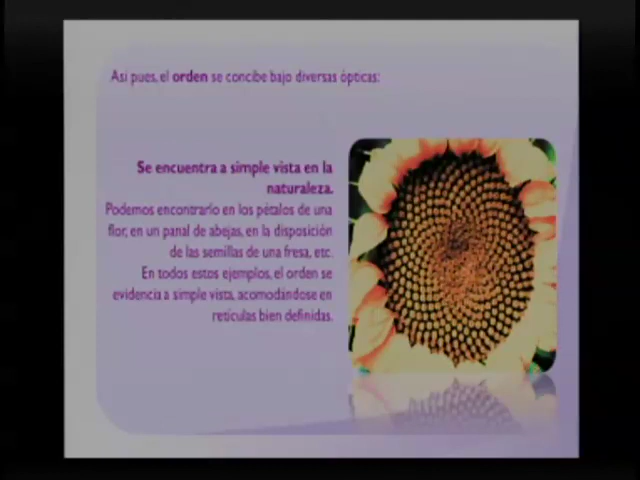 Así pues, el orden se concibe bajo diversas ópticas:
Se encuentra a simple vista en la
naturaleza.
Podemos encontrarlo en los pétalos de una
flor, en un panal de abejas, en la disposición
de las semillas de una fresa, etc.
En todos estos ejemplos, el orden se
evidencia a simple vista, acomodándose en
retículas bien definidas.